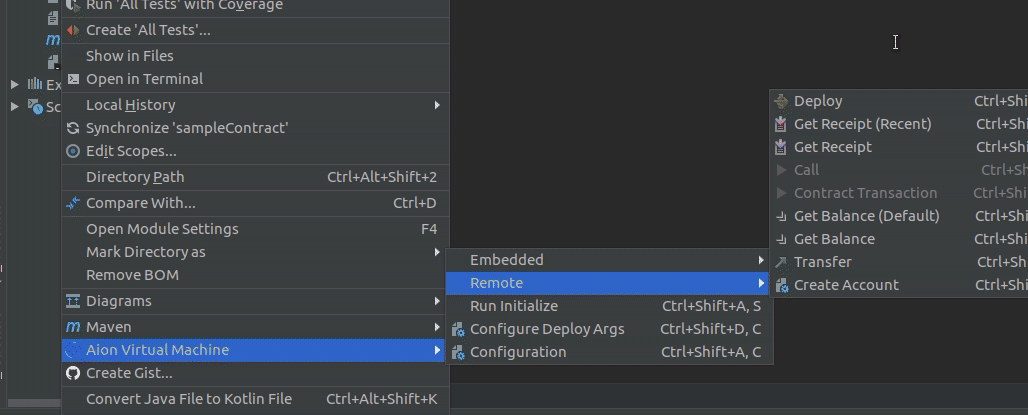 Run 'All Tests' with Coverage
Create 'All Tests'...
Show in Files
Open in Terminal
Local History
Synchronize 'sampleContract'
Edit Scopes...
Directory Path Ctrl+Alt+Shift+2
Compare With... Ctrl+D
Open Module Settings F4
Mark Directory as
Remove BOM
Diagrams
Maven
Aion Virtual Machine
Create Gist...
Convert Java File to Kotlin File Ctrl+Alt+Shift+K
Ex
Sc
Embedded
Remote
Run Initialize Ctrl+Shift+A, S
Configure Deploy Args Ctrl+Shift+D, C
Configuration Ctrl+Shift+A, C
Deploy Ctrl+Shi
Get Receipt (Recent) Ctrl+Shi
Get Receipt Ctrl+Shi
Call Ctrl+Sh
Contract Transaction Ctrl+Shi
Get Balance (Default) Ctrl+Shi
Get Balance Ctrl+Shi
Transfer Ctrl+Shi
Create Account Ctrl+Shi